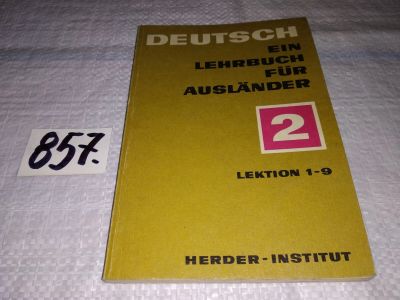 DEUTSCH
EIN
LEHRBUCH
FÜR
AUSLÄNDER
2
LEKTION 1-9
HERDER-INSTITUT
857.